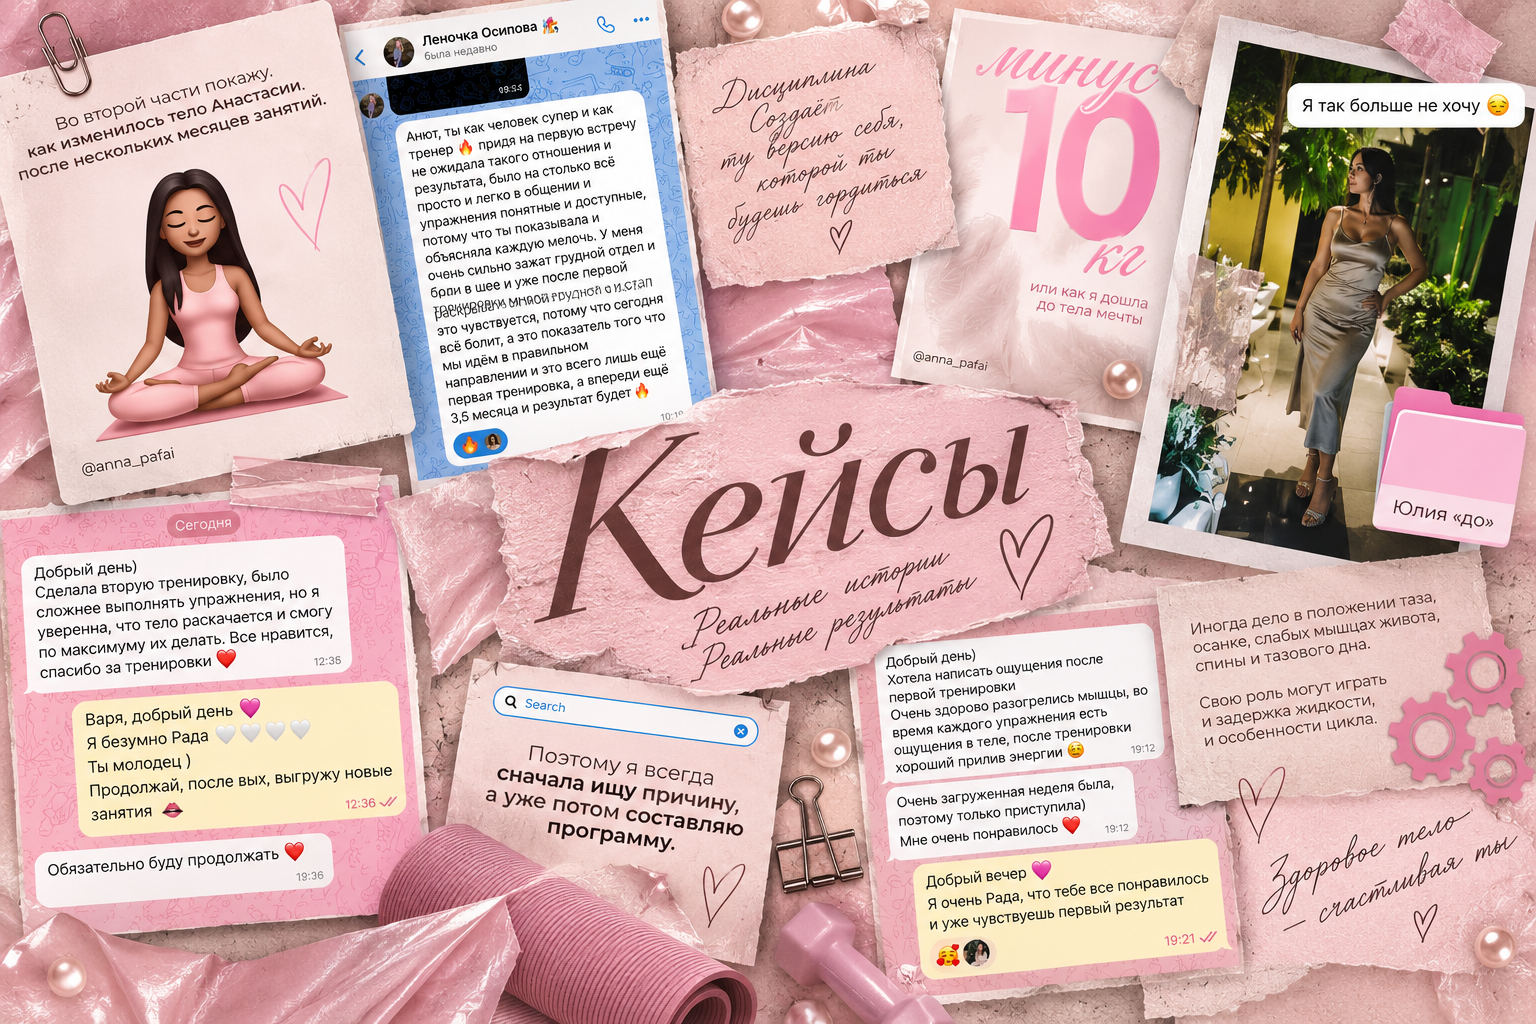 Во второй части покажу.
как изменилось тело Анастасии.
после нескольких месяцев занятий.
@anna_pafai
Леночка Осипова
была недавно
Анют, ты как человек супер и как
тренер 🔥 придя на первую встречу
не ожидала такого отношения и
результата, было на столько всё
просто и легко в общении и
упражнения понятные и доступные,
потому что ты показывала и
объясняла каждую мелочь. У меня
очень сильно зажат грудной отдел и
боли в шее и уже после первой
это чувствуется, потому что сегодня
всё болит, а это показатель того что
мы идём в правильном
направлении и это всего лишь ещё
первая тренировка, а впереди ещё
3,5 месяца и результат будет 🔥
Дисциплина
Создаёт
ту версию себя,
которой ты
будешь гордиться
минус
10
кг
или как я дошла
до тела мечты
@anna_pafai
Я так больше не хочу 😔
Юлия «до»
Кейсы
Реальные истории
Реальные результаты
Сегодня
Добрый день)
Сделала вторую тренировку, было
сложнее выполнять упражнения, но я
уверенна, что тело раскачается и смогу
по максимуму их делать. Все нравится,
спасибо за тренировки ❤️
12:36
Варя, добрый день 💗
Я безумно Рада 🤍🤍🤍🤍
Ты молодец )
Продолжай, после вых, выгружу новые
занятия 💋
12:36
Обязательно буду продолжать ❤️
19:36
Search
Поэтому я всегда
сначала ищу причину,
а уже потом составляю
программу.
Добрый день)
Хотела написать ощущения после
первой тренировки
Очень здорово разогрелись мышцы, во
время каждого упражнения есть
ощущения в теле, после тренировки
хороший прилив энергии
19:12
Очень загруженная неделя была,
поэтому только приступила)
Мне очень понравилось ❤️
19:12
Добрый вечер 💗
Я очень Рада, что тебе все понравилось
и уже чувствуешь первый результат
19:21
Иногда дело в положении таза,
осанке, слабых мышцах живота,
спины и тазового дна.
Свою роль могут играть
и задержка жидкости,
и особенности цикла.
Здоровое тело
— счастливая ты